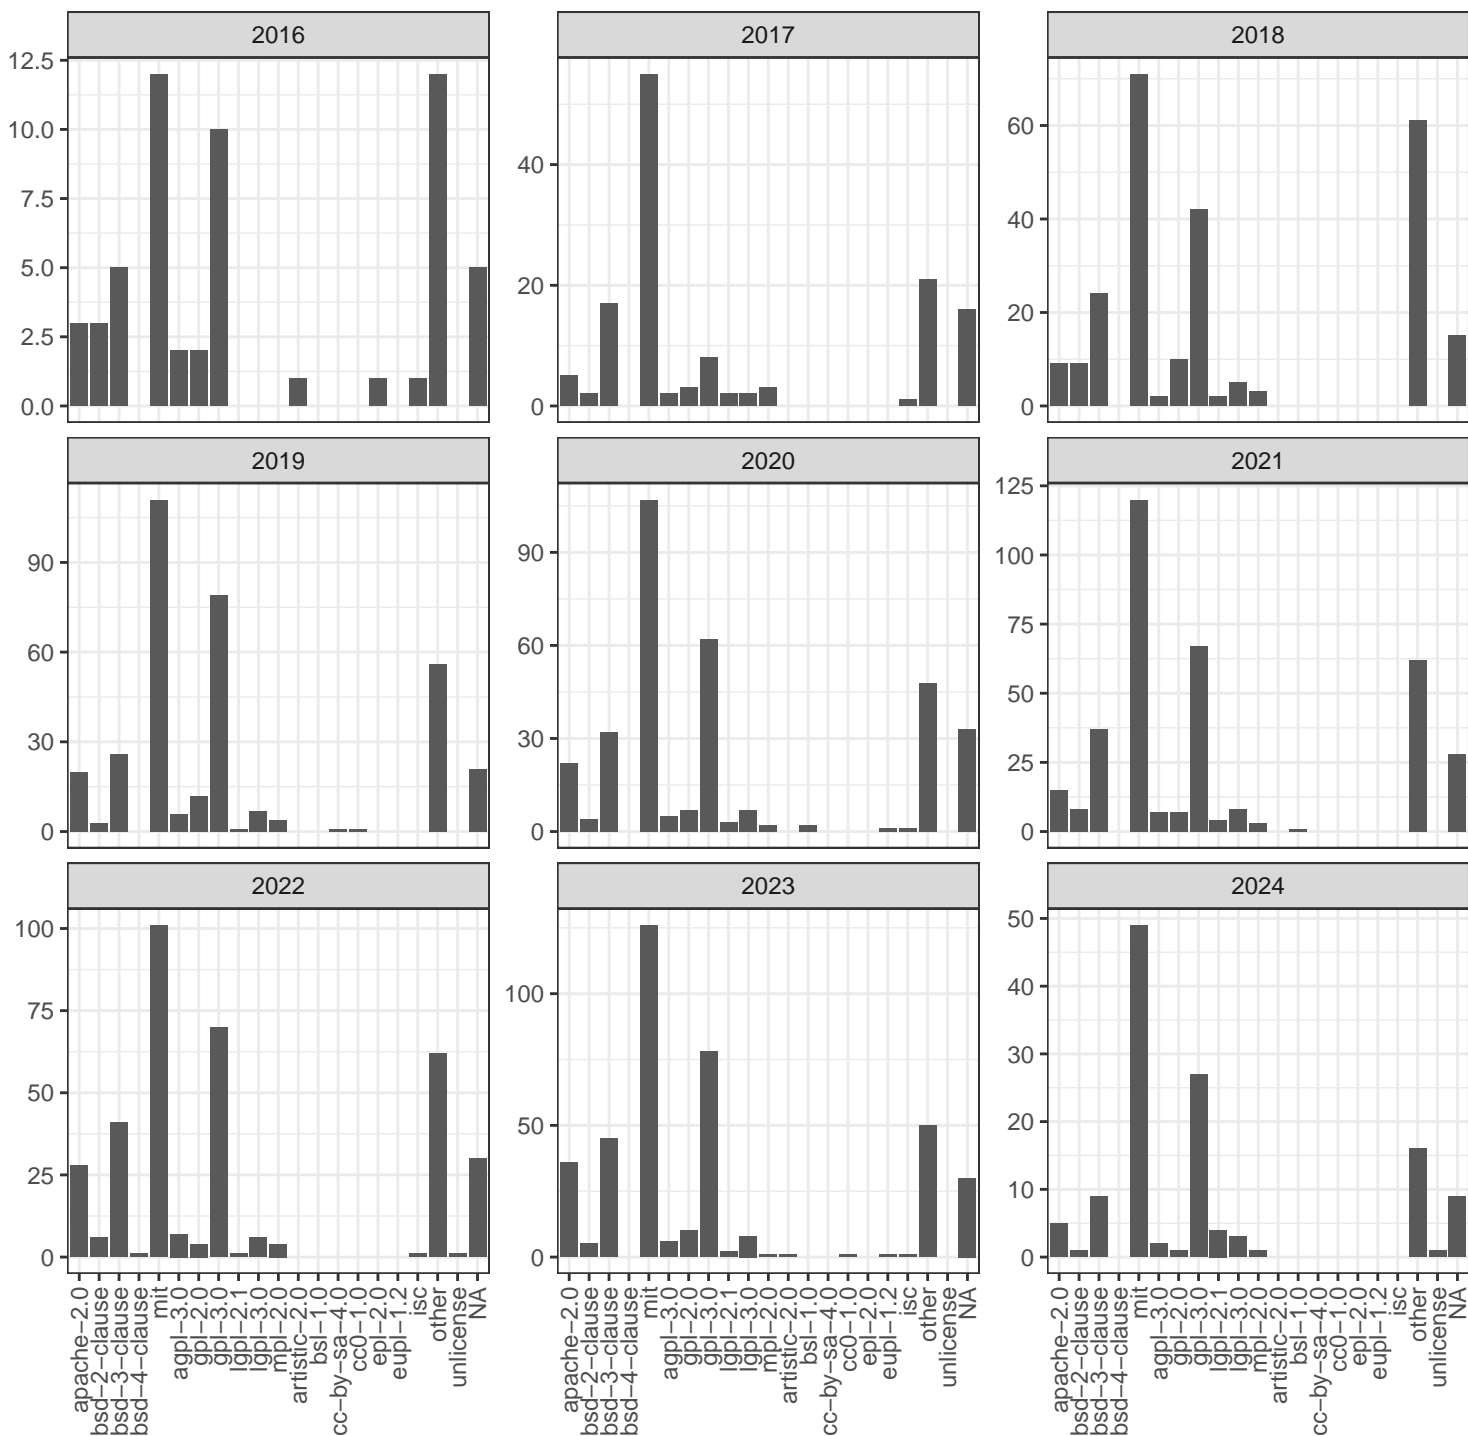 2016
2017
2018
12.5
10.0
7.5
5.0
2.5
0.0
40
20
0
60
40
20
0
2019
2020
2021
90
60
30
0
90
60
30
0
125
100
75
50
25
0
2022
2023
2024
100
75
50
25
0
100
50
0
50
40
30
20
10
0
apache−2.0
bsd−2−clause
bsd−3−clause
bsd−4−clause
mit
agpl−3.0
gpl−2.0
gpl−3.0
lgpl−2.1
lgpl−3.0
mpl−2.0
artistic−2.0
bsl−1.0
cc−by−sa−4.0
cc0−1.0
epl−2.0
eupl−1.2
isc
other
unlicense
NA
apache−2.0
bsd−2−clause
bsd−3−clause
bsd−4−clause
mit
agpl−3.0
gpl−2.0
gpl−3.0
lgpl−2.1
lgpl−3.0
mpl−2.0
artistic−2.0
bsl−1.0
cc−by−sa−4.0
cc0−1.0
epl−2.0
eupl−1.2
isc
other
unlicense
NA
apache−2.0
bsd−2−clause
bsd−3−clause
bsd−4−clause
mit
agpl−3.0
gpl−2.0
gpl−3.0
lgpl−2.1
lgpl−3.0
mpl−2.0
artistic−2.0
bsl−1.0
cc−by−sa−4.0
cc0−1.0
epl−2.0
eupl−1.2
isc
other
unlicense
NA